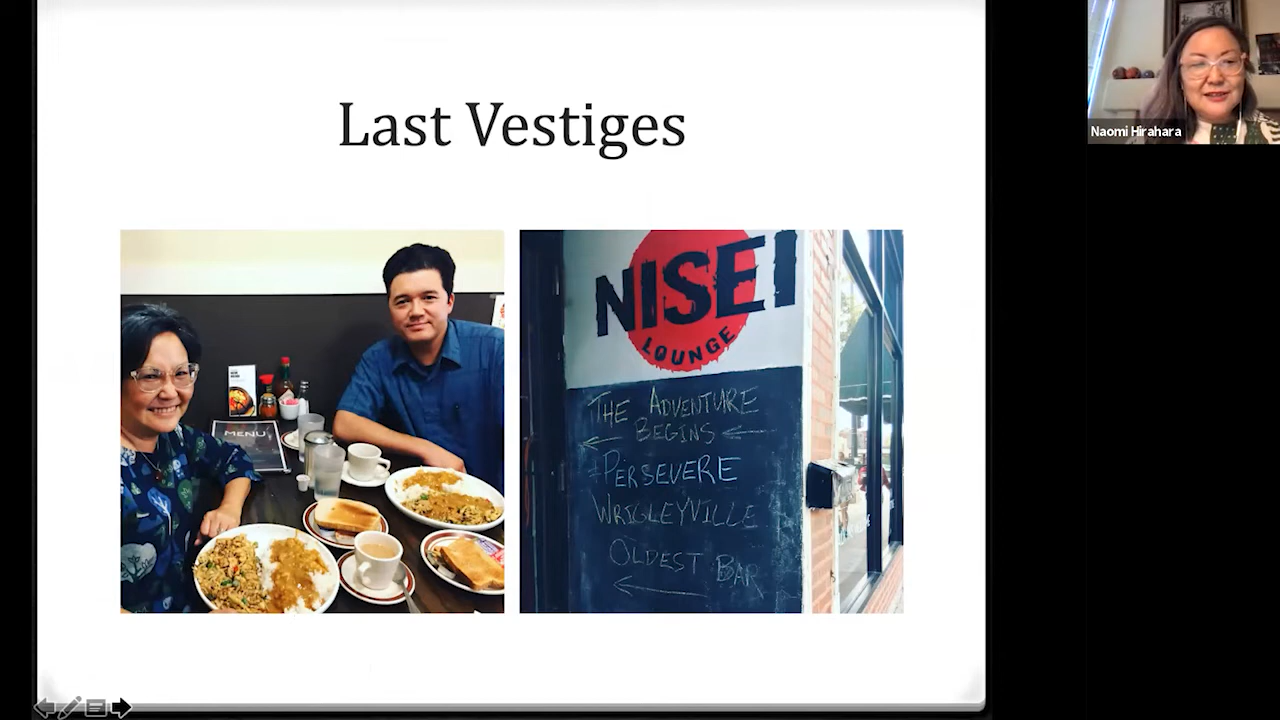 Last Vestiges
Naomi Hirahara
MENU
NISEI
LOUNGE
THE ADVENTURE
BEGINS
PERSEVERE
WRIGLEYVILLE
OLDEST BAR